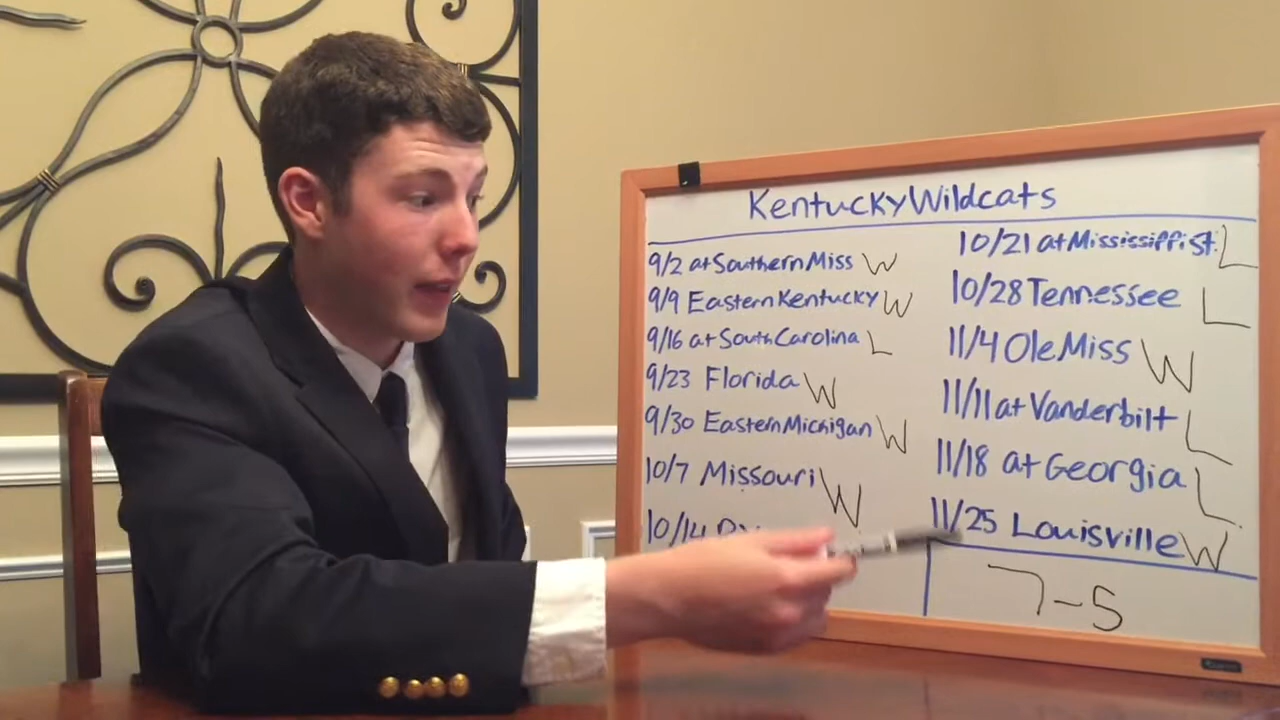 Kentucky Wildcats
9/2 at Southern Miss W
9/9 Eastern Kentucky W
9/16 at South Carolina L
9/23 Florida W
9/30 Eastern Michigan W
10/7 Missouri W
10/14
10/21 at Mississippi st. L
10/28 Tennessee L
11/4 Ole Miss W
11/11 at Vanderbilt L
11/18 at Georgia L
11/25 Louisville W
7-5